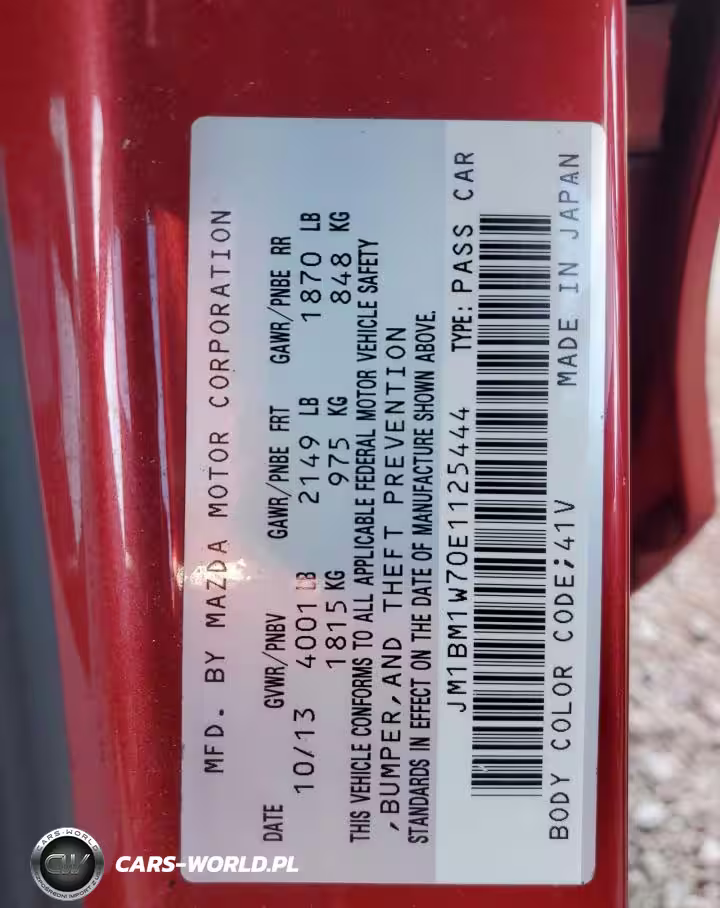 MFD. BY MAZDA MOTOR CORPORATION
DATE GVWR/PNBV GAWR/PNBE FRT GAWR/PNBE RR
10/13 4001 LB 2149 LB 1870 LB
1815 KG 975 KG 848 KG
THIS VEHICLE CONFORMS TO ALL APPLICABLE FEDERAL MOTOR VEHICLE SAFETY
,BUMPER,AND THEFT PREVENTION
STANDARDS IN EFFECT ON THE DATE OF MANUFACTURE SHOWN ABOVE.
JM1BM1W70E1125444 TYPE: PASS CAR
BODY COLOR CODE;41V MADE IN JAPAN
CARS-WORLD
CW
CARS-WORLD.PL